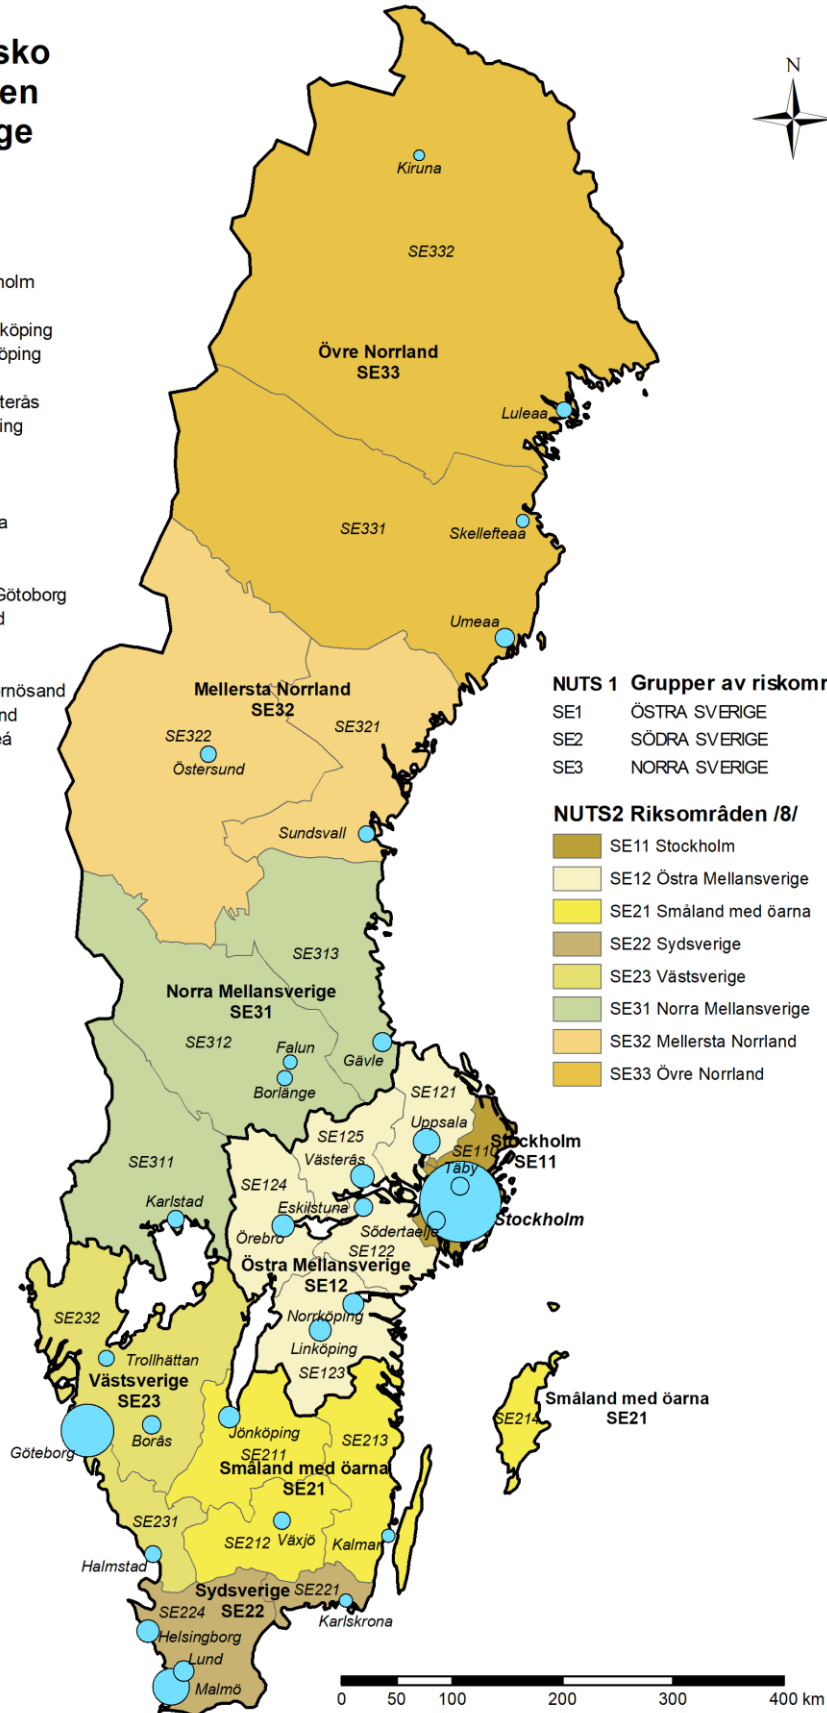 sko
en
ge
N
holm
köping
öping
terås
ing
a
Götoborg
d
rnösand
nd
eá
Kiruna
SE332
Övre Norrland
SE33
Luleaa
SE331
Skellefteaa
Umeaa
Mellersta Norrland
SE32
SE322
SE321
Östersund
Sundsvall
NUTS 1 Grupper av riskomr
SE1 ÖSTRA SVERIGE
SE2 SÖDRA SVERIGE
SE3 NORRA SVERIGE
NUTS2 Riksområden /8/
SE11 Stockholm
SE12 Östra Mellansverige
SE21 Småland med öarna
SE22 Sydsverige
SE23 Västsverige
SE31 Norra Mellansverige
SE32 Mellersta Norrland
SE33 Övre Norrland
SE313
Norra Mellansverige
SE31
SE312
Falun
Gävle
Borlänge
SE121
Uppsala
SE125
SE110
Stockholm
SE11
Västerås
Täby
SE311
SE124
Eskilstuna
Karlstad
Stockholm
Örebro
Södertaelje
SE122
Östra Mellansverige
SE12
SE232
Norrköping
Linköping
Trollhättan
SE123
Västsverige
SE23
Småland med öarna
SE21
SE214
Göteborg
Borås
Jönköping
SE211
SE213
Småland med öarna
SE21
SE231
SE212
Växjö
Kalmar
Halmstad
Sydsverige
SE22
SE221
SE224
Karlskrona
Helsingborg
Lund
Malmö
0 50 100 200 300 400 km